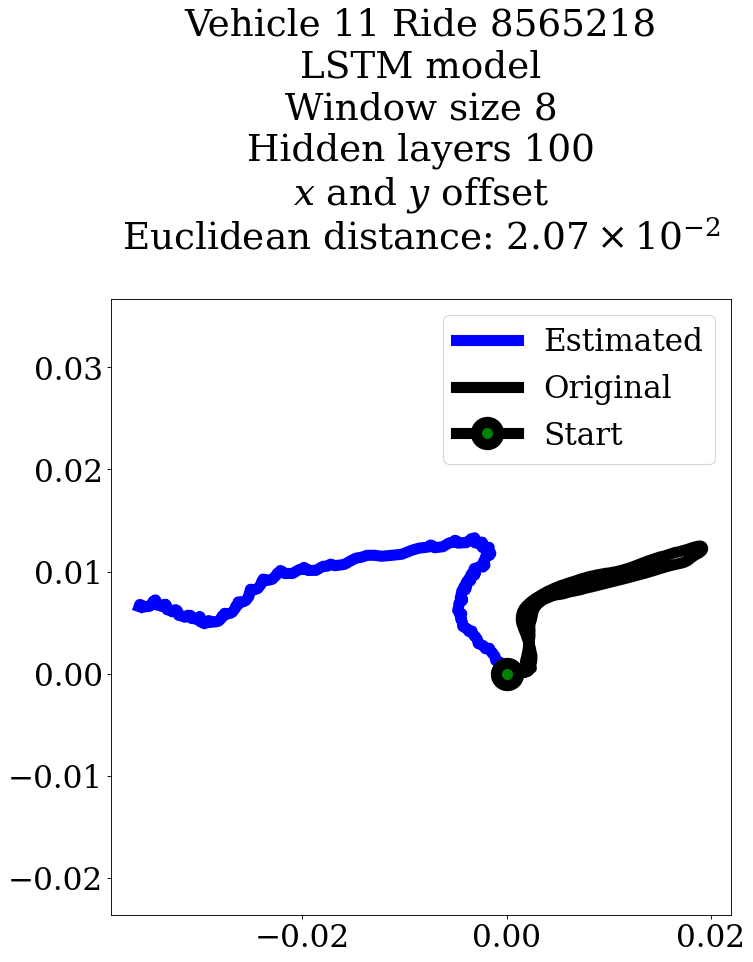 Vehicle 11 Ride 8565218
LSTM model
Window size 8
Hidden layers 100
x and y offset
Euclidean distance: 2.07 × 10⁻²
Estimated
Original
Start
0.03
0.02
0.01
0.00
−0.01
−0.02
−0.02 0.00 0.02